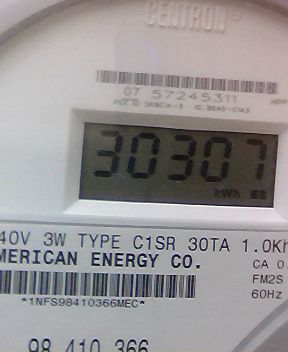 CENTRON®
07 57245311
30307
kWh
40V 3W TYPE C1SR 30TA 1.0Kh
MERICAN ENERGY CO.
CA 0.
FM2S
*1NFS98410366MEC*
60Hz
98 410 366